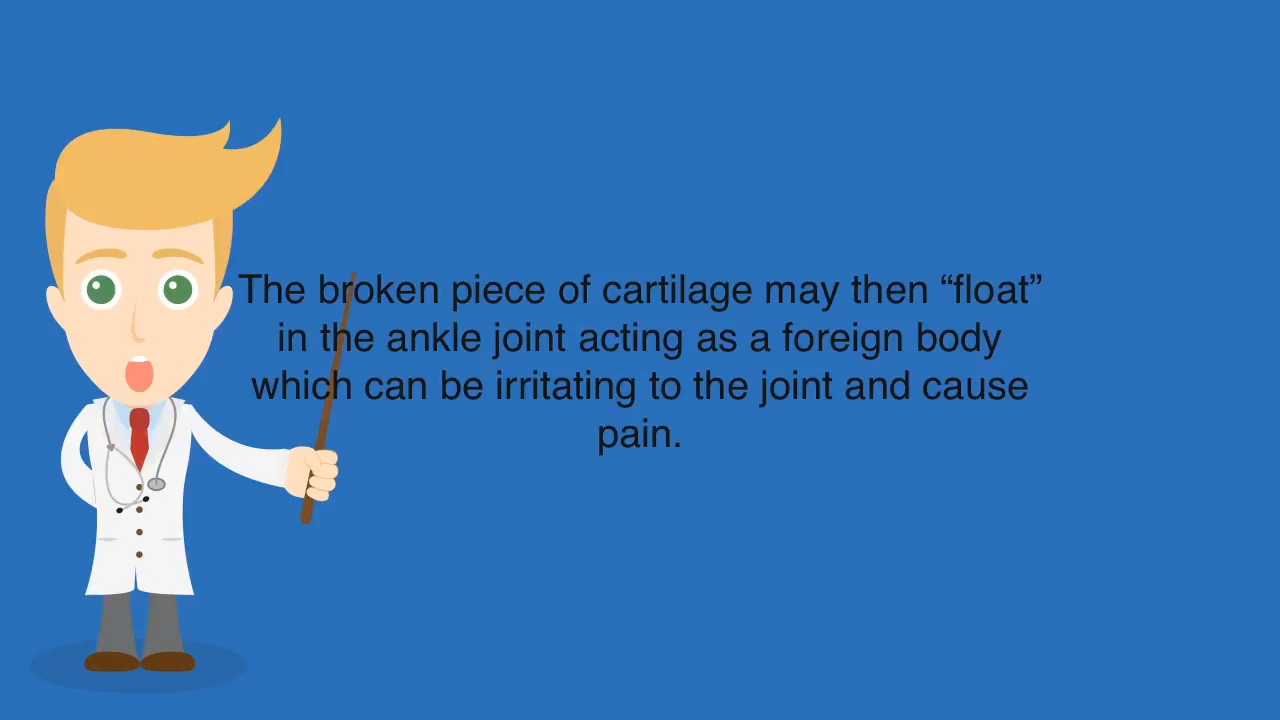 The broken piece of cartilage may then “float”
in the ankle joint acting as a foreign body
which can be irritating to the joint and cause
pain.